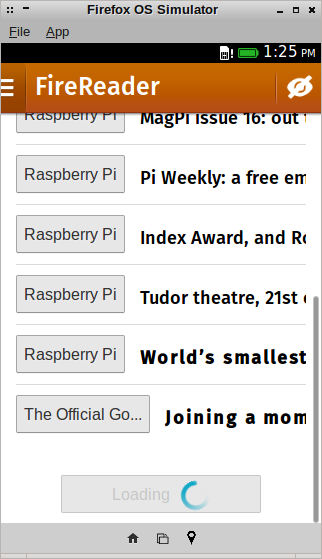 Firefox OS Simulator
File App
1:25 PM
FireReader
Raspberry Pi MagPi issue 16: out
Raspberry Pi Pi Weekly: a free em
Raspberry Pi Index Award, and Ro
Raspberry Pi Tudor theatre, 21st
Raspberry Pi World's smallest
The Official Go... Joining a mom
Loading